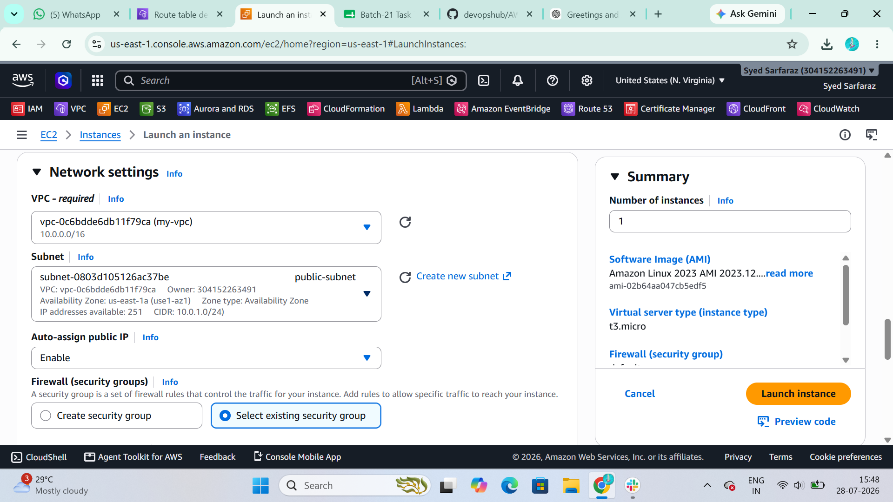 (5) WhatsApp
Route table de
Launch an inst
Batch-21 Task
devopshub/AW
Greetings and
Ask Gemini
us-east-1.console.aws.amazon.com/ec2/home?region=us-east-1#LaunchInstances:
aws
Search
[Alt+S]
United States (N. Virginia)
Syed Sarfaraz (304152263491)
Syed Sarfaraz
IAM
VPC
EC2
S3
Aurora and RDS
EFS
CloudFormation
Lambda
Amazon EventBridge
Route 53
Certificate Manager
CloudFront
CloudWatch
EC2
Instances
Launch an instance
Network settings Info
VPC - required Info
vpc-0c6bdde6db11f79ca (my-vpc)
10.0.0.0/16
Subnet Info
subnet-0803d105126ac37be public-subnet
VPC: vpc-0c6bdde6db11f79ca Owner: 304152263491
Availability Zone: us-east-1a (use1-az1) Zone type: Availability Zone
IP addresses available: 251 CIDR: 10.0.1.0/24)
Create new subnet
Auto-assign public IP Info
Enable
Firewall (security groups) Info
A security group is a set of firewall rules that control the traffic for your instance. Add rules to allow specific traffic to reach your instance.
Create security group
Select existing security group
Summary
Number of instances Info
1
Software Image (AMI)
Amazon Linux 2023 AMI 2023.12....read more
ami-02b64aa047cb5edf5
Virtual server type (instance type)
t3.micro
Firewall (security group)
Cancel
Launch instance
Preview code
CloudShell
Agent Toolkit for AWS
Feedback
Console Mobile App
© 2026, Amazon Web Services, Inc. or its affiliates.
Privacy
Terms
Cookie preferences
3
29°C
Mostly cloudy
Search
ENG
IN
15:48
28-07-2026